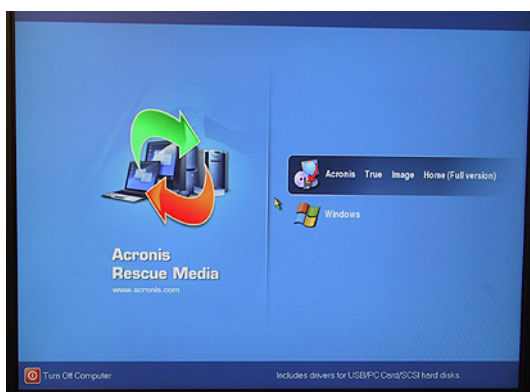 Acronis True Image Home (Full version)
Windows
Acronis
Rescue Media
www.acronis.com
Turn Off Computer
Includes drivers for USB/PC Card/SCSI hard disks.